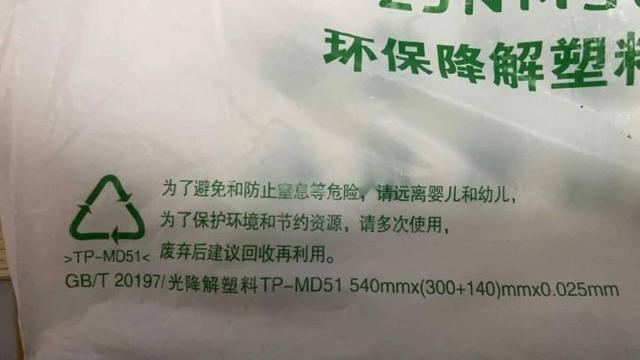 环保降解塑料
为了避免和防止窒息等危险，请远离婴儿和幼儿，
为了保护环境和节约资源，请多次使用，
>TP-MD51< 废弃后建议回收再利用。
GB/T 20197/光降解塑料TP-MD51 540mmx(300+140)mmx0.025mm